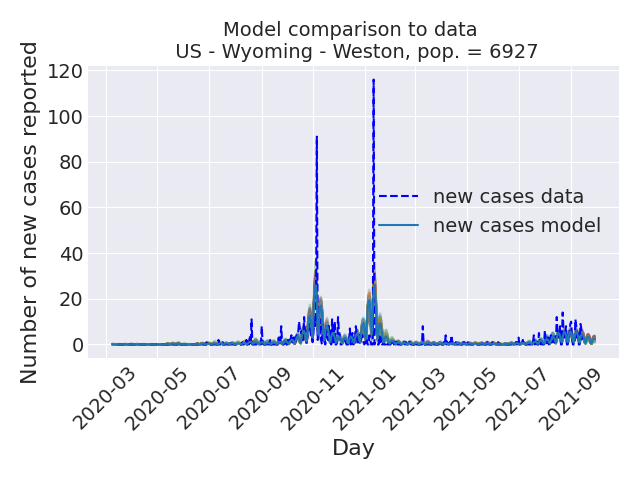 Model comparison to data
US - Wyoming - Weston, pop. = 6927
Number of new cases reported
120
100
80
60
40
20
0
new cases data
new cases model
2020-03
2020-05
2020-07
2020-09
2020-11
2021-01
2021-03
2021-05
2021-07
2021-09
Day